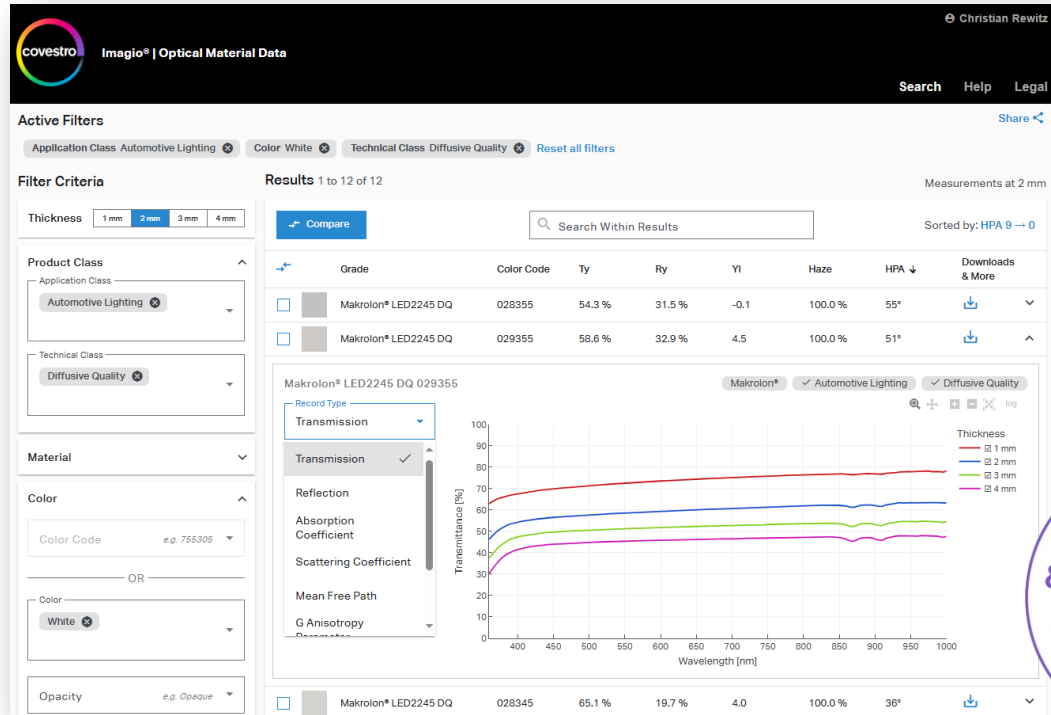 Christian Rewitz
covestro
Imagio® | Optical Material Data
Search Help Legal
Active Filters
Share
Application Class Automotive Lighting
Color White
Technical Class Diffusive Quality
Reset all filters
Filter Criteria
Results 1 to 12 of 12
Measurements at 2 mm
Thickness 1 mm 2 mm 3 mm 4 mm
Compare
Search Within Results
Sorted by: HPA 9 → 0
Product Class
Application Class
Automotive Lighting
Technical Class
Diffusive Quality
Material
Color
Color Code e.g. 755305
OR
Color
White
Opacity e.g. Opaque
Grade Color Code Ty Ry YI Haze HPA ↓ Downloads & More
Makrolon® LED2245 DQ 028355 54.3 % 31.5 % -0.1 100.0 % 55°
Makrolon® LED2245 DQ 029355 58.6 % 32.9 % 4.5 100.0 % 51°
Makrolon® LED2245 DQ 029355
Makrolon® ✓ Automotive Lighting ✓ Diffusive Quality
log
Record Type
Transmission
Transmission ✓
Reflection
Absorption
Coefficient
Scattering Coefficient
Mean Free Path
G Anisotropy
Parameter
Transmittance [%]
100
90
80
70
60
50
40
30
20
10
0
400 450 500 550 600 650 700 750 800 850 900 950 1000
Wavelength [nm]
Thickness
1 mm
2 mm
3 mm
4 mm
Makrolon® LED2245 DQ 028345 65.1 % 19.7 % 4.0 100.0 % 36°